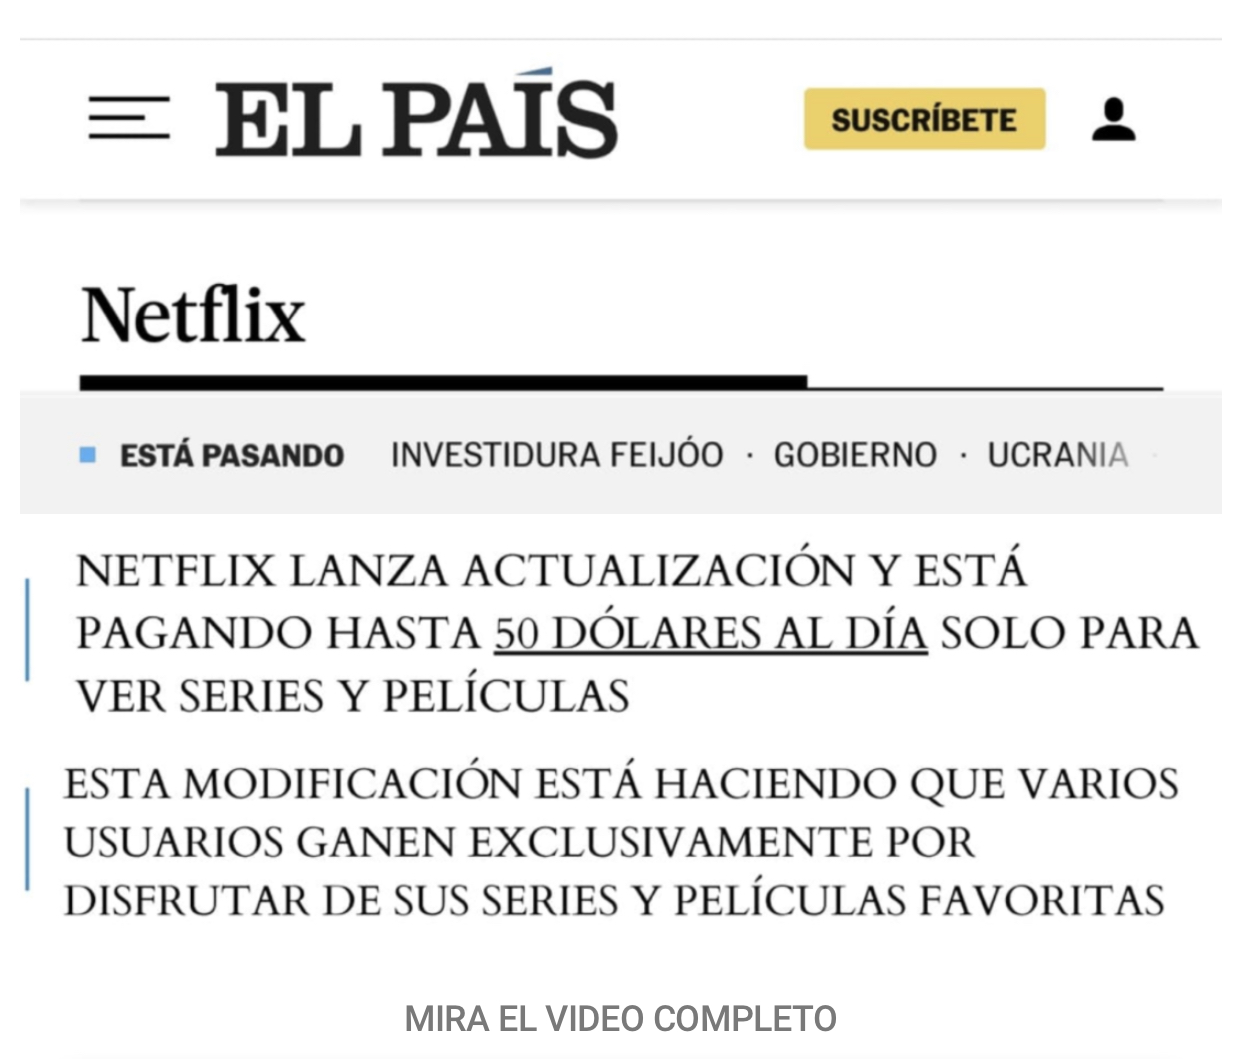 EL PAÍS
SUSCRÍBETE
Netflix
ESTÁ PASANDO INVESTIDURA FEIJÓO · GOBIERNO · UCRANIA ·
NETFLIX LANZA ACTUALIZACIÓN Y ESTÁ
PAGANDO HASTA 50 DÓLARES AL DÍA SOLO PARA
VER SERIES Y PELÍCULAS
ESTA MODIFICACIÓN ESTÁ HACIENDO QUE VARIOS
USUARIOS GANEN EXCLUSIVAMENTE POR
DISFRUTAR DE SUS SERIES Y PELÍCULAS FAVORITAS
MIRA EL VIDEO COMPLETO